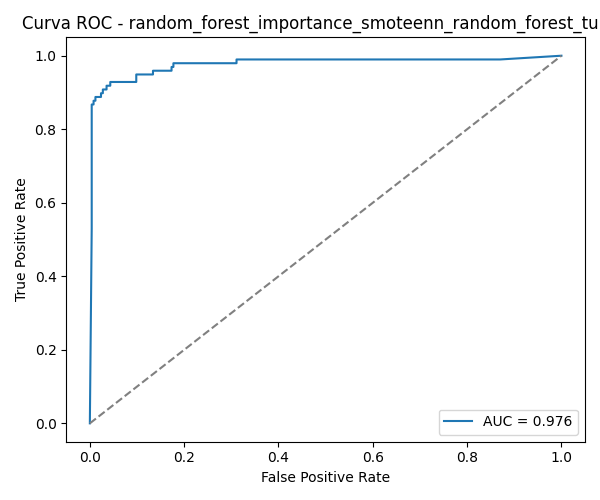 Curva ROC - random_forest_importance_smoteenn_random_forest_tu
1.0
0.8
0.6
0.4
0.2
0.0
True Positive Rate
AUC = 0.976
0.0 0.2 0.4 0.6 0.8 1.0
False Positive Rate